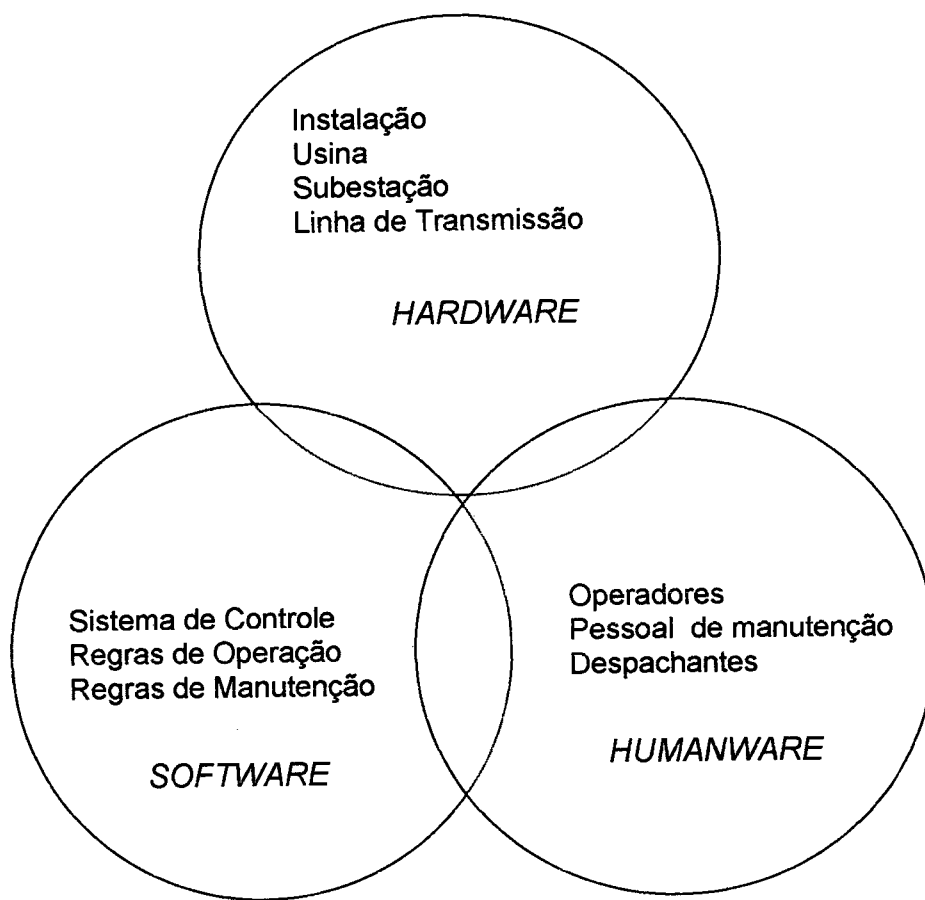 Instalação
Usina
Subestação
Linha de Transmissão
HARDWARE
Sistema de Controle
Regras de Operação
Regras de Manutenção
SOFTWARE
Operadores
Pessoal de manutenção
Despachantes
HUMANWARE